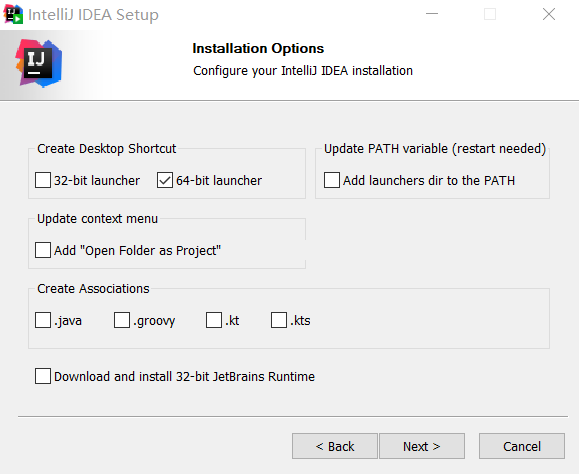 IntelliJ IDEA Setup
IJ
Installation Options
Configure your IntelliJ IDEA installation
Create Desktop Shortcut
32-bit launcher 64-bit launcher
Update PATH variable (restart needed)
Add launchers dir to the PATH
Update context menu
Add "Open Folder as Project"
Create Associations
.java .groovy .kt .kts
Download and install 32-bit JetBrains Runtime
< Back Next > Cancel